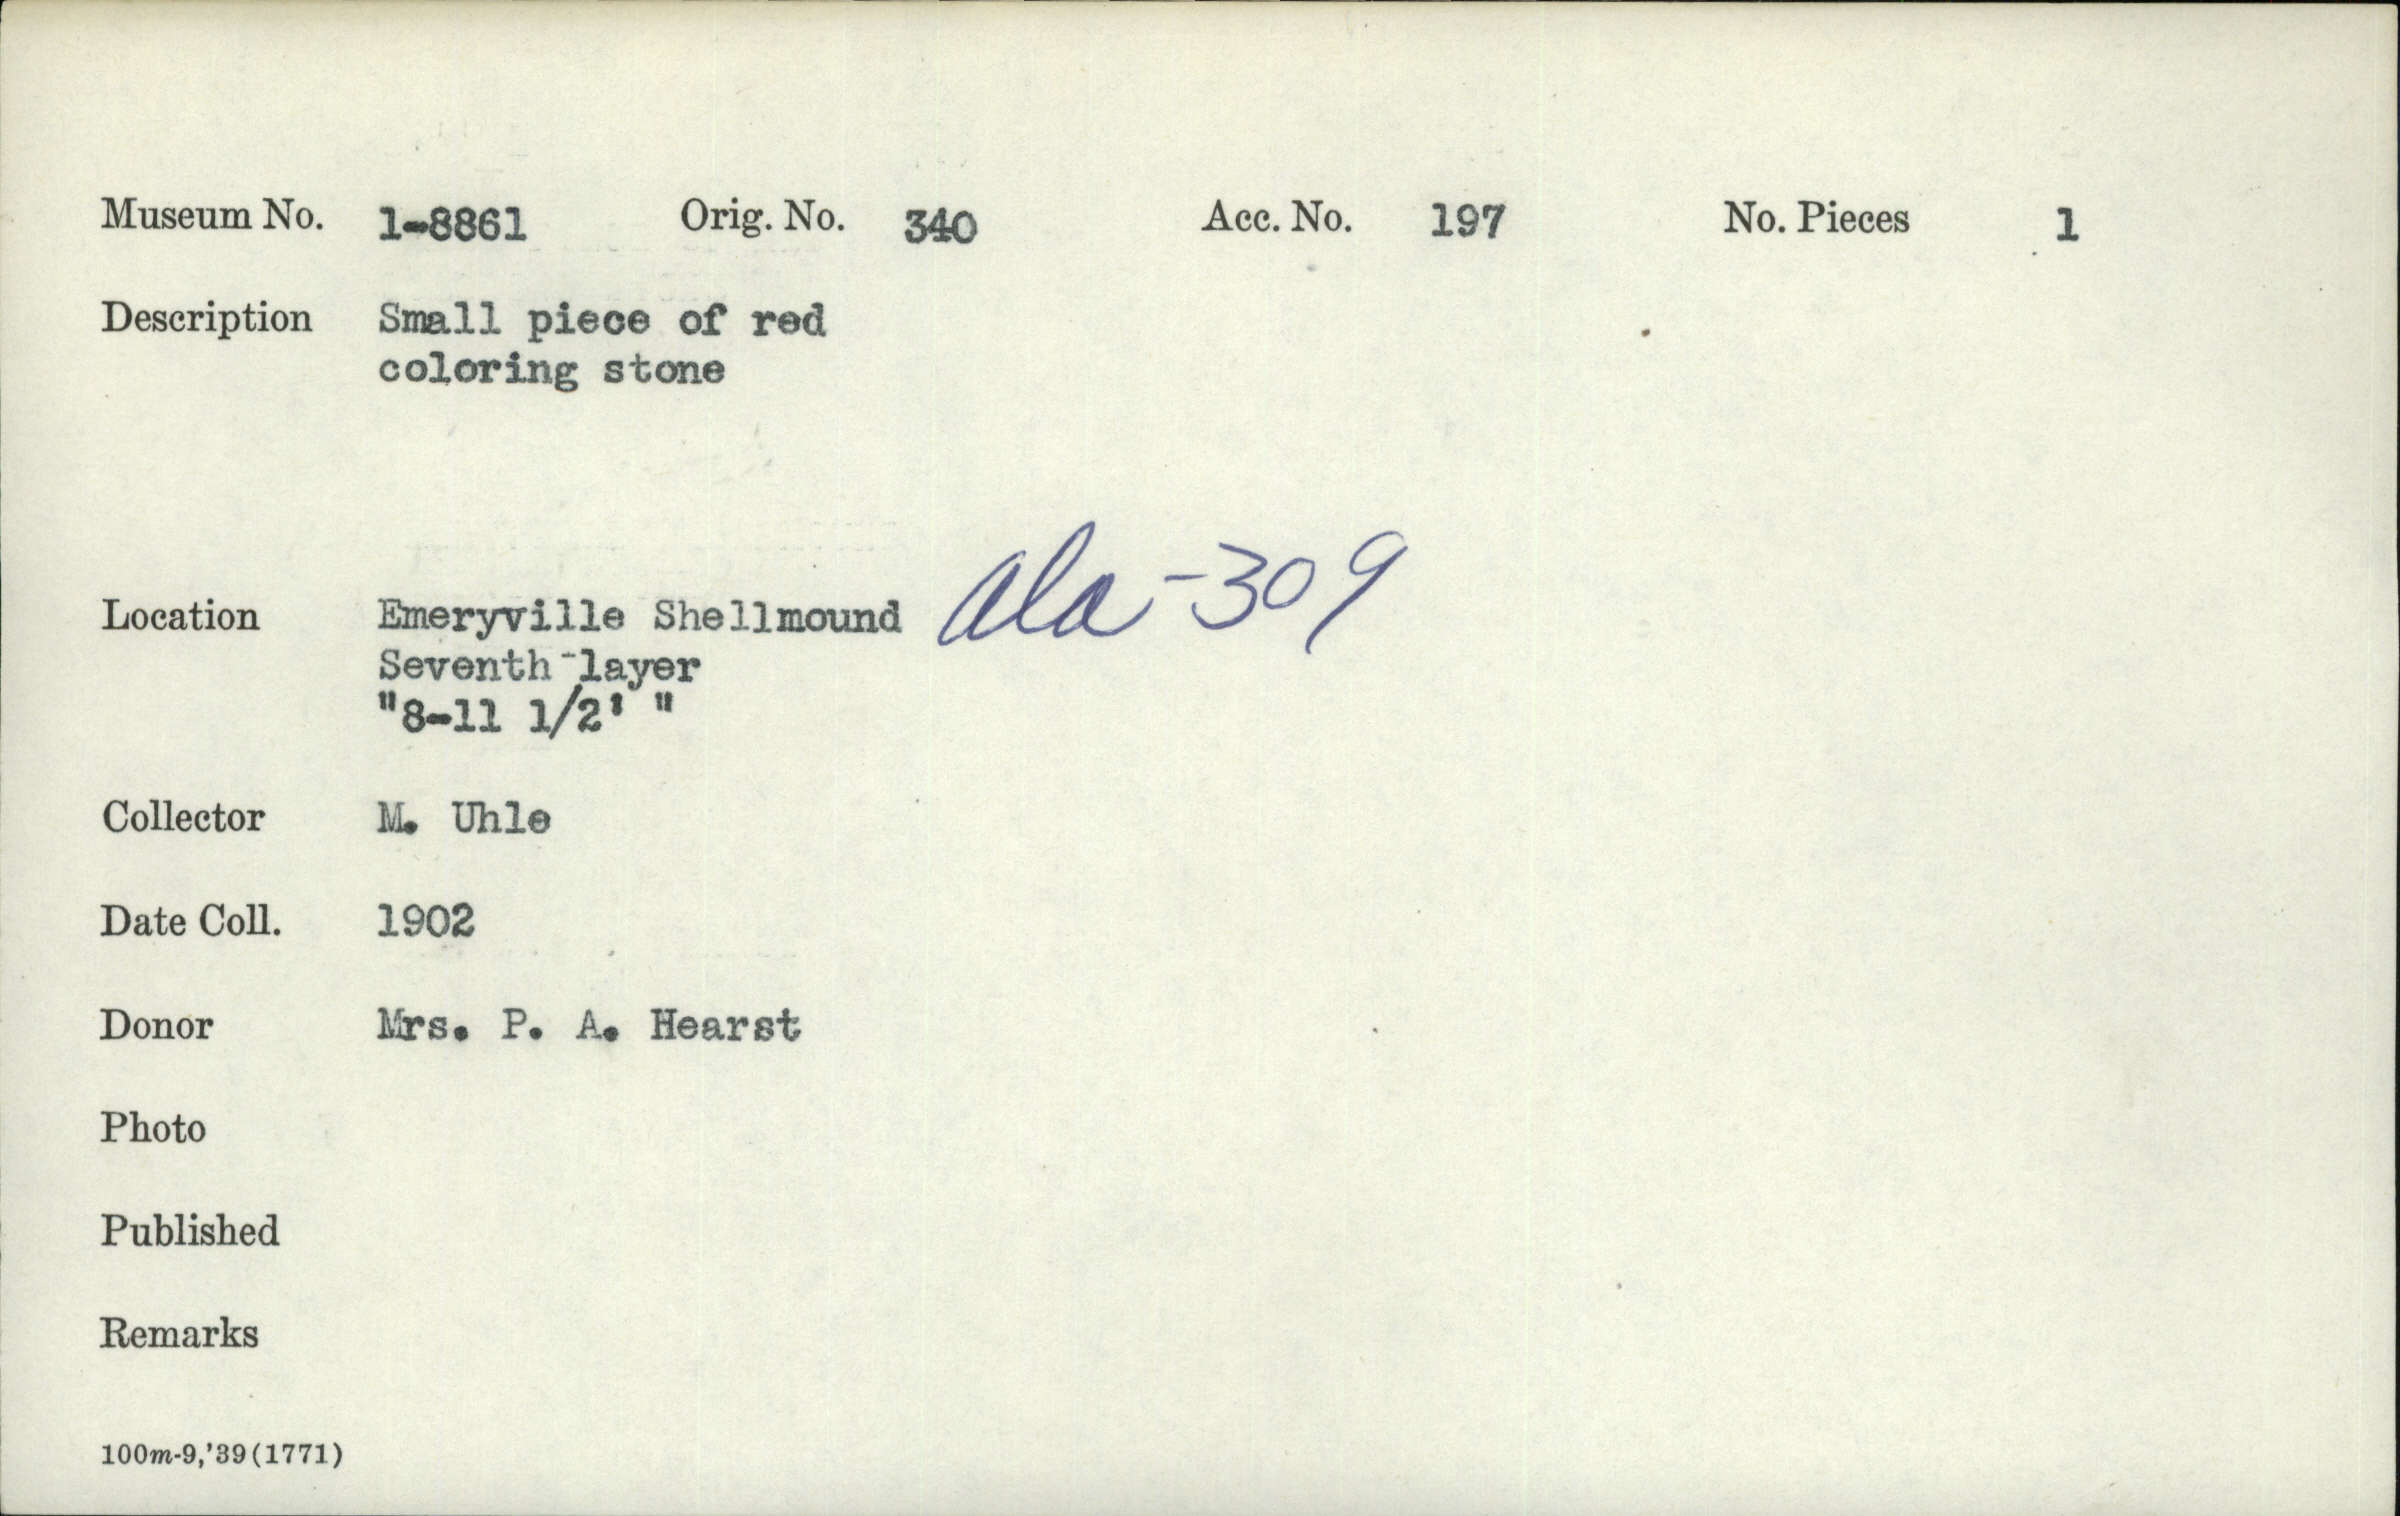 Museum No. 1-8861 Orig. No. 340 Acc. No. 197 No. Pieces 1
Description Small piece of red
coloring stone
Location Emeryville Shellmound Ala-309
Seventh layer
"8-11 1/2' "
Collector M. Uhle
Date Coll. 1902
Donor Mrs. P. A. Hearst
Photo
Published
Remarks
100m-9,'39(1771)